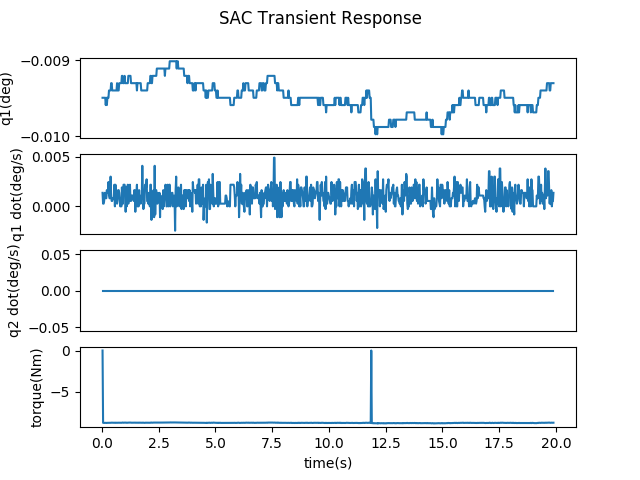 SAC Transient Response
−0.009
−0.010
q1(deg)
0.005
0.000
q1 dot(deg/s)
0.05
0.00
−0.05
q2 dot(deg/s)
0
−5
torque(Nm)
0.0 2.5 5.0 7.5 10.0 12.5 15.0 17.5 20.0
time(s)